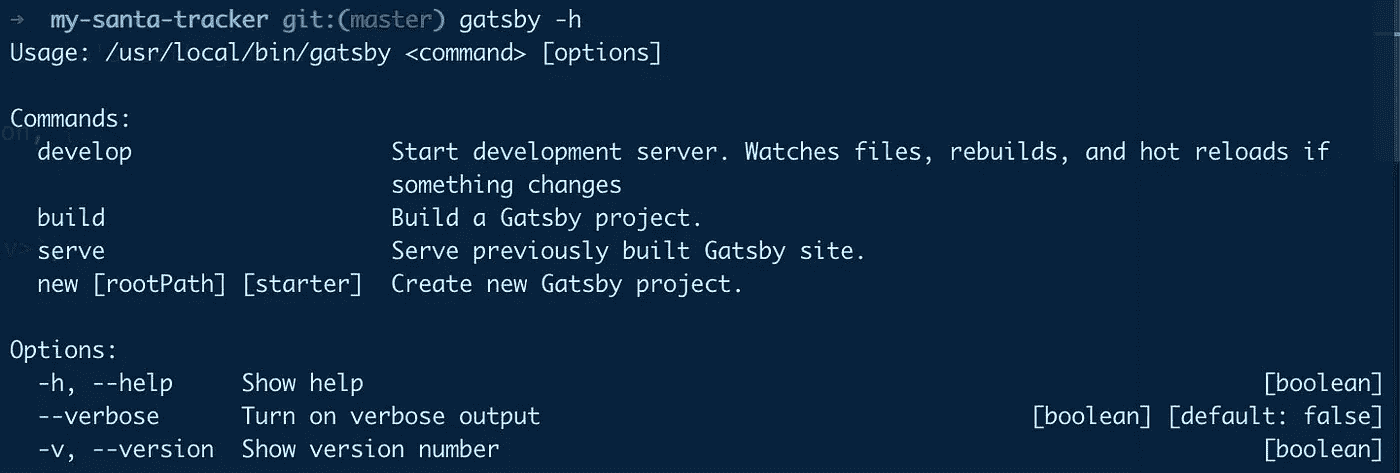 → my-santa-tracker git:(master) gatsby -h
Usage: /usr/local/bin/gatsby <command> [options]
Commands:
develop Start development server. Watches files, rebuilds, and hot reloads if
something changes
build Build a Gatsby project.
serve Serve previously built Gatsby site.
new [rootPath] [starter] Create new Gatsby project.
Options:
-h, --help Show help [boolean]
--verbose Turn on verbose output [boolean] [default: false]
-v, --version Show version number [boolean]